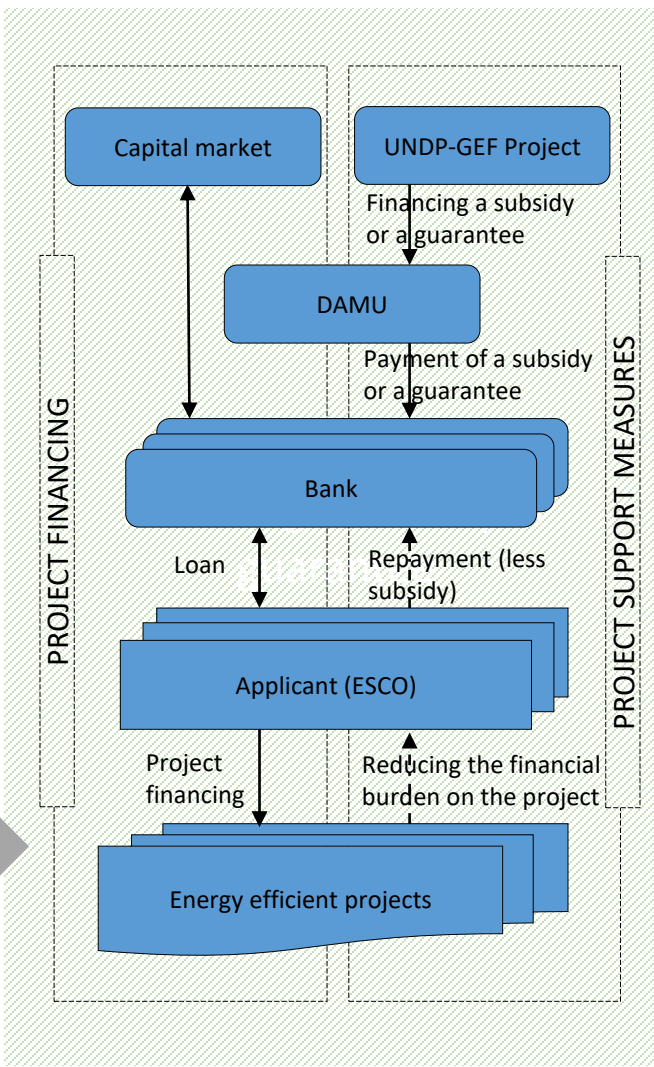 Capital market
UNDP-GEF Project
Financing a subsidy
or a guarantee
DAMU
Payment of a subsidy
or a guarantee
PROJECT FINANCING
PROJECT SUPPORT MEASURES
Bank
Loan
Repayment (less
subsidy)
Applicant (ESCO)
Project
financing
Reducing the financial
burden on the project
Energy efficient projects